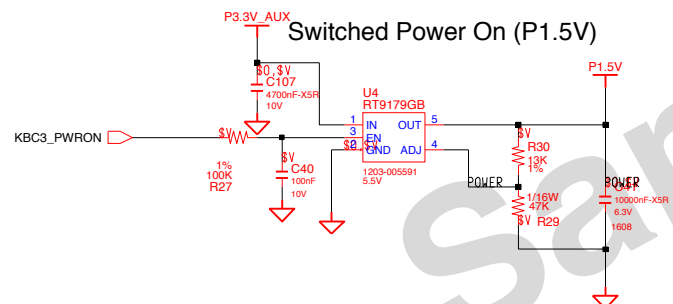 P3.3V_AUX
Switched Power On (P1.5V)
P1.5V
$O,$V
C107
4700nF-X5R
10V
U4
RT9179GB
1 IN OUT 5
3 EN
2 GND ADJ 4
1203-005591
5.5V
KBC3_PWRON
$V
1%
100K
R27
$V
C40
100nF
10V
$V
R30
13K
1%
POWER
1/16W
47K
$V R29
POWER
10000nF-X5R
6.3V
1608
San